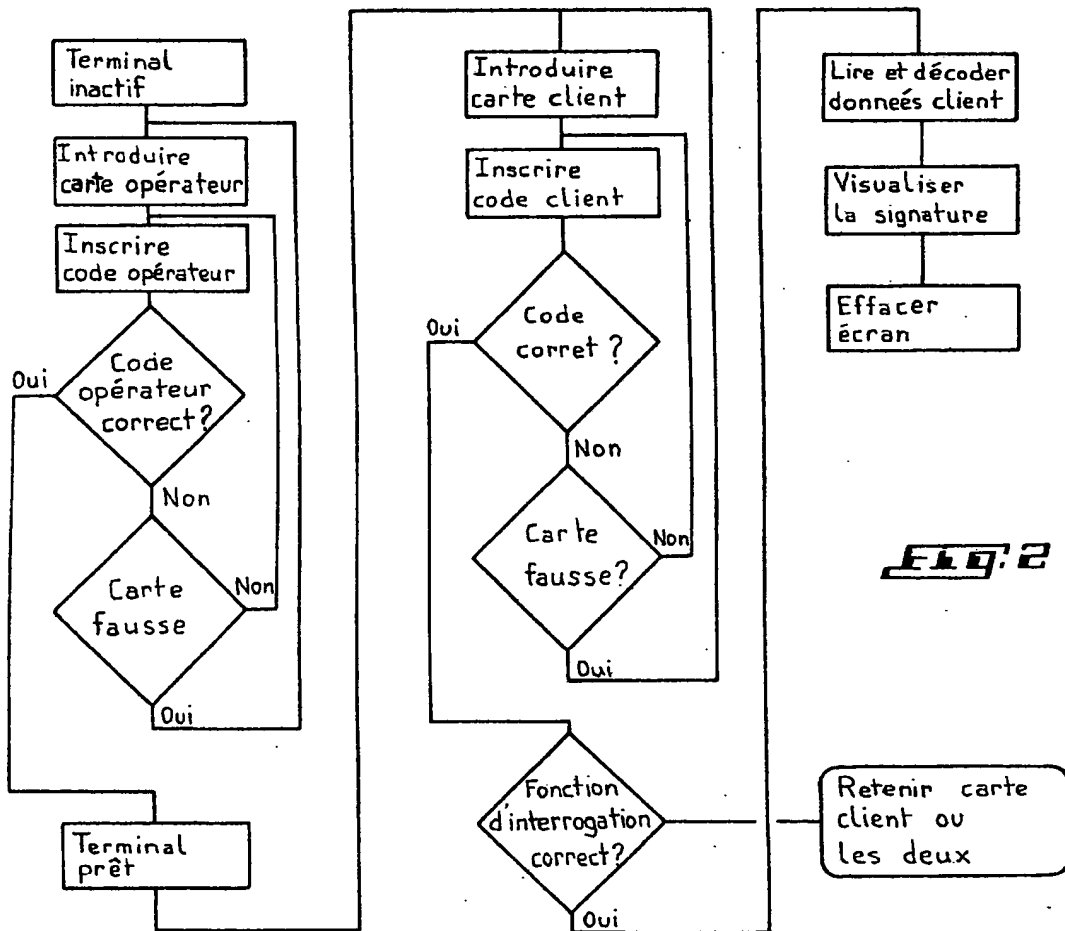 Terminal
inactif
Introduire
carte opérateur
Inscrire
code opérateur
Code
opérateur
correct?
Oui
Non
Carte
fausse
Non
Oui
Terminal
prêt
Introduire
carte client
Inscrire
code client
Code
corret ?
Oui
Non
Carte
fausse?
Non
Oui
Fonction
d'interrogation
correct?
Oui
Lire et décoder
donneés client
Visualiser
la signature
Effacer
écran
Fig. 2
Retenir carte
client ou
les deux